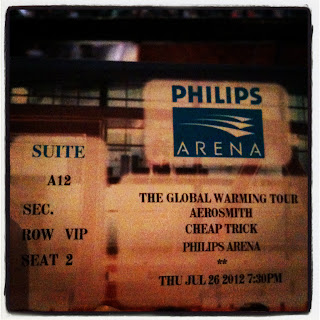 PHILIPS
ARENA
SUITE
A12
SEC.
ROW VIP
SEAT 2
THE GLOBAL WARMING TOUR
AEROSMITH
CHEAP TRICK
PHILIPS ARENA
**
THU JUL 26 2012 7:30PM